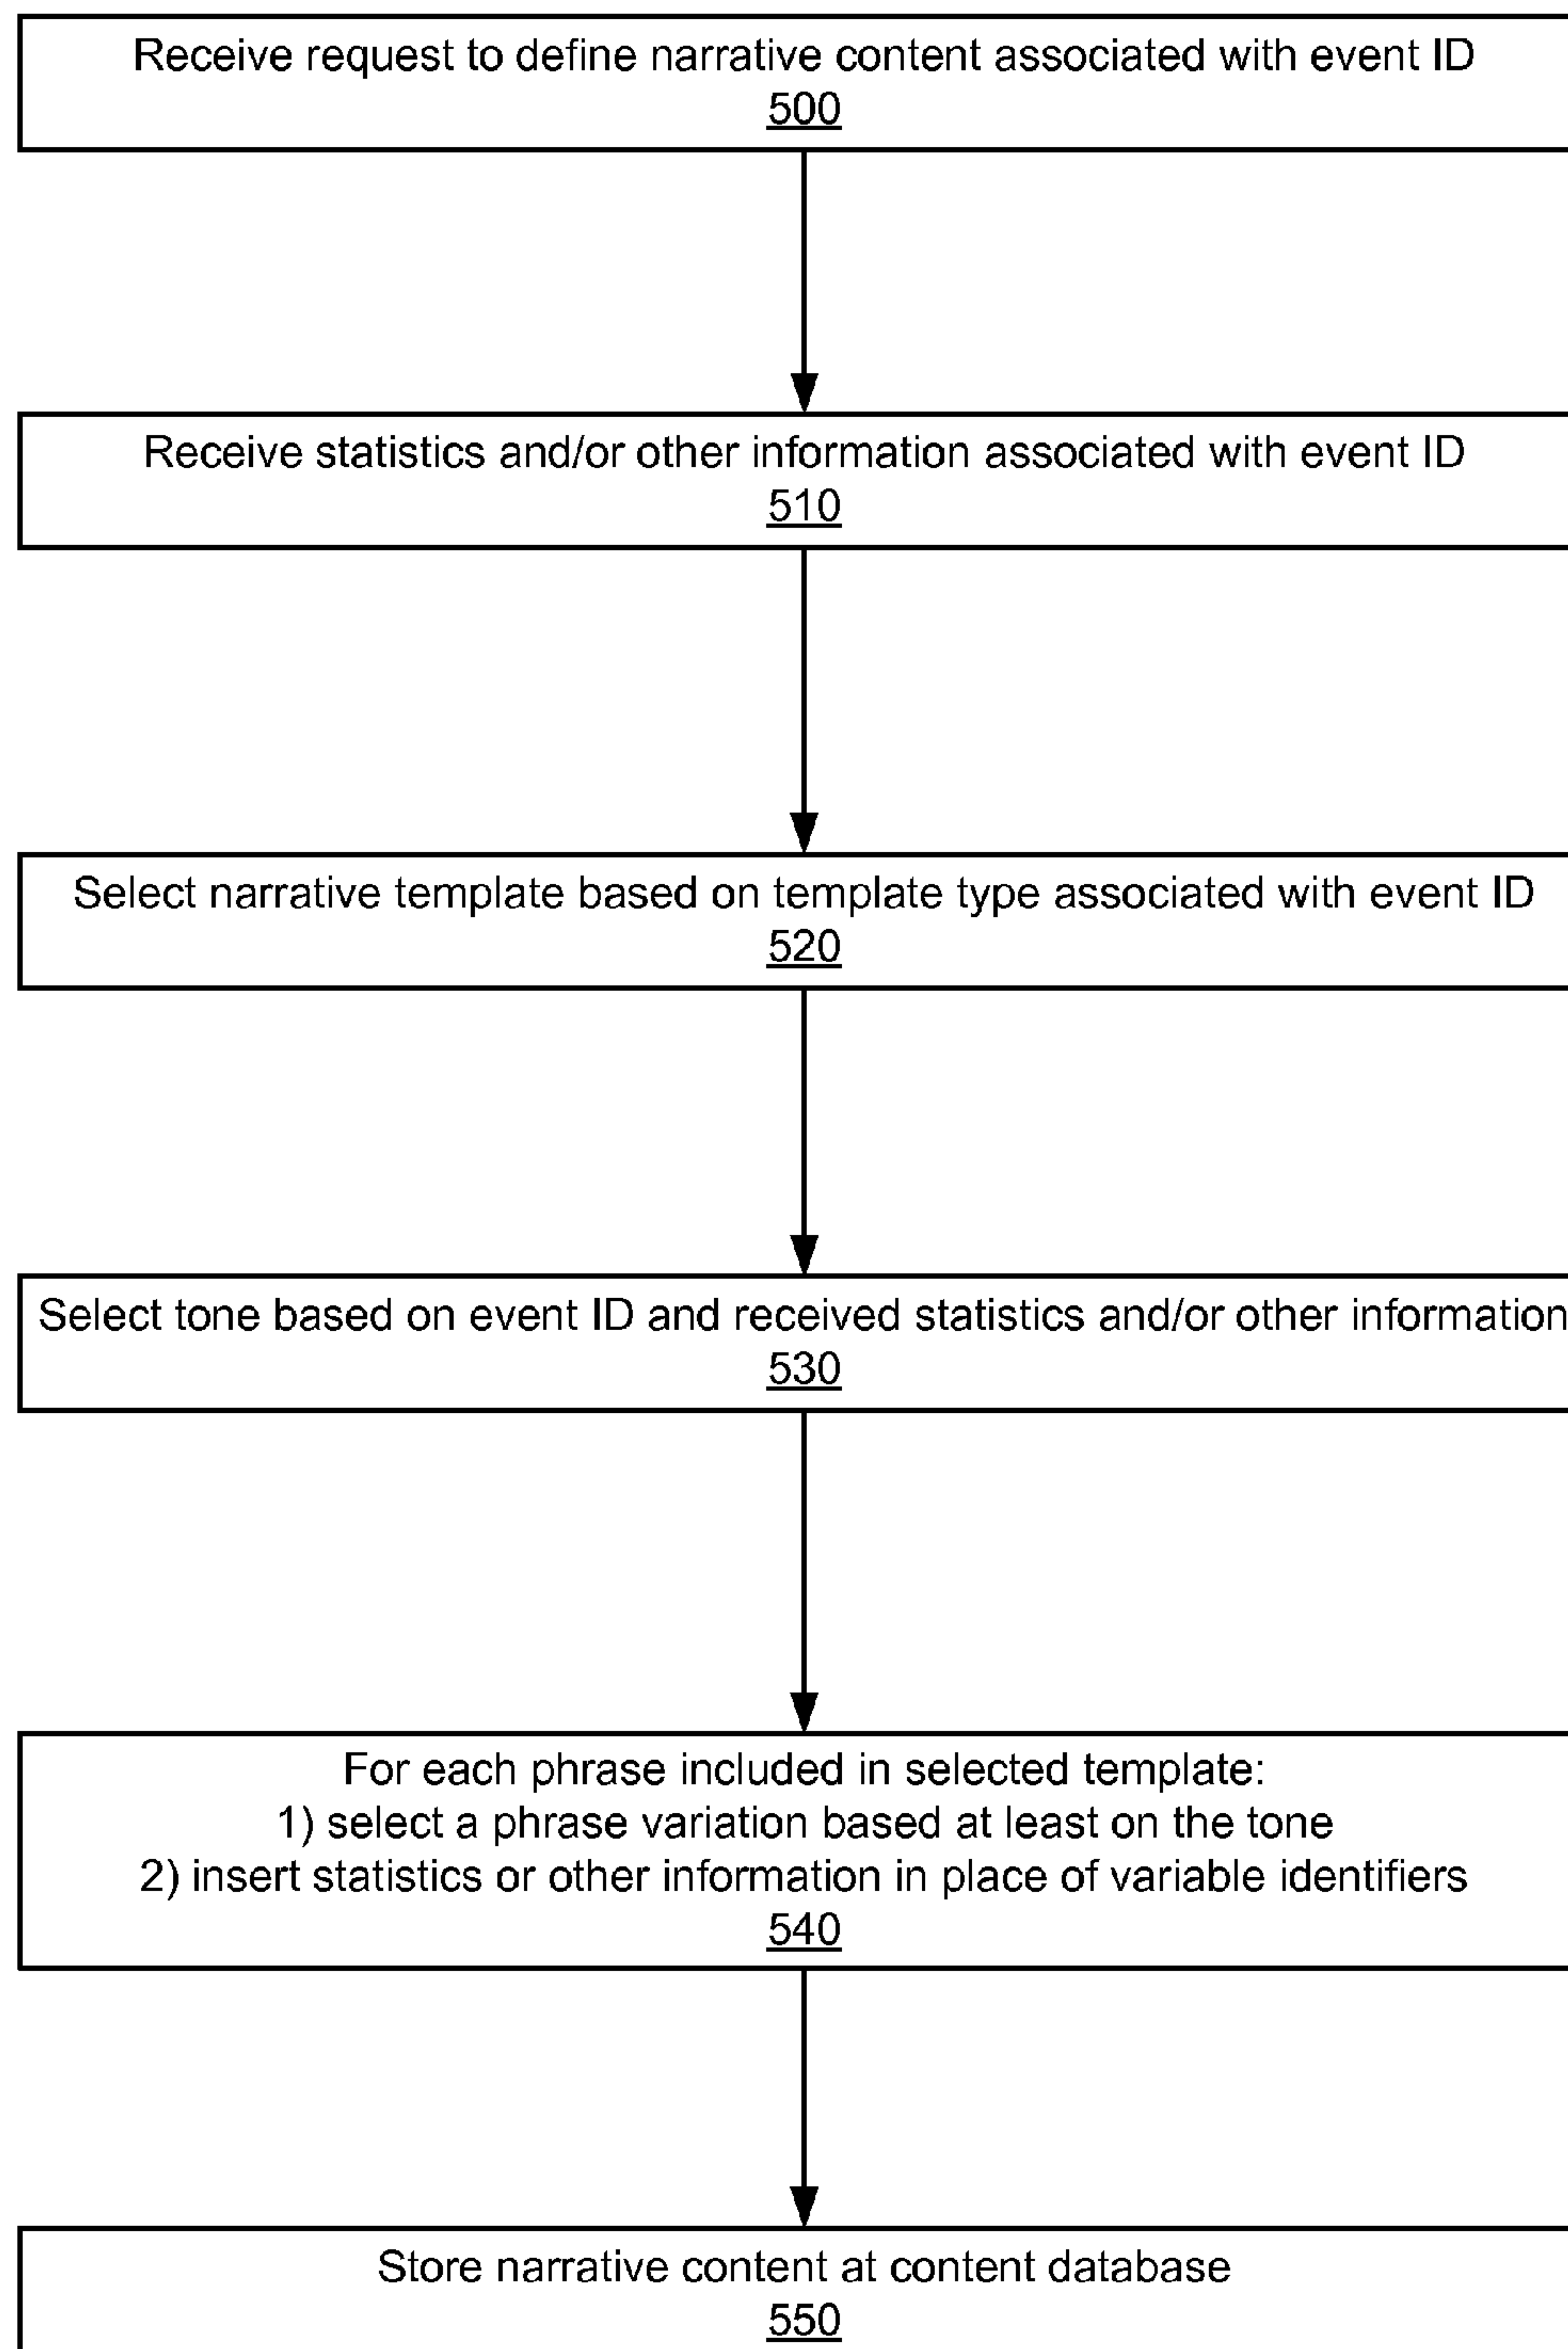 Receive request to define narrative content associated with event ID
500
Receive statistics and/or other information associated with event ID
510
Select narrative template based on template type associated with event ID
520
Select tone based on event ID and received statistics and/or other information
530
For each phrase included in selected template:
1) select a phrase variation based at least on the tone
2) insert statistics or other information in place of variable identifiers
540
Store narrative content at content database
550